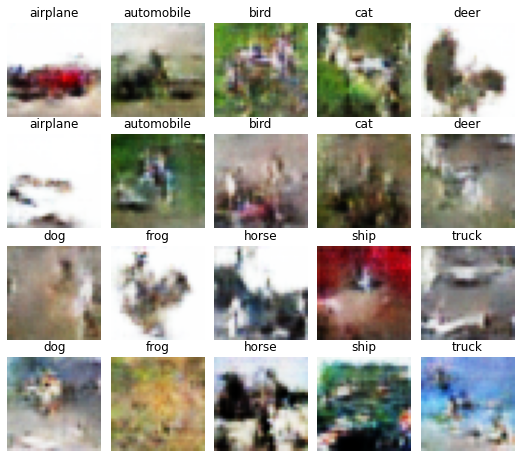 airplane automobile bird cat deer
airplane automobile bird cat deer
dog frog horse ship truck
dog frog horse ship truck